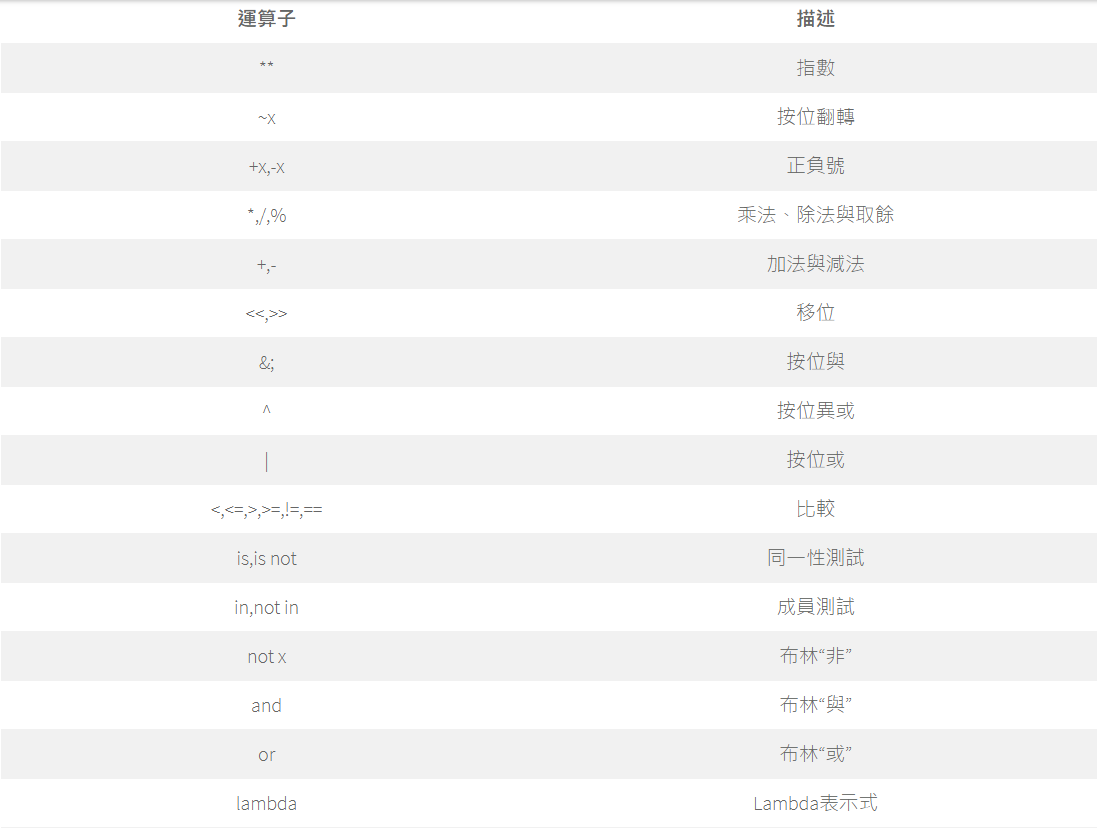 運算子 描述
** 指數
~x 按位翻轉
+x,-x 正負號
*,/,% 乘法、除法與取餘
+,- 加法與減法
<<,>> 移位
&; 按位與
^ 按位異或
| 按位或
<,<=,>,>=,!=,== 比較
is,is not 同一性測試
in,not in 成員測試
not x 布林“非”
and 布林“與”
or 布林“或”
lambda Lambda表示式